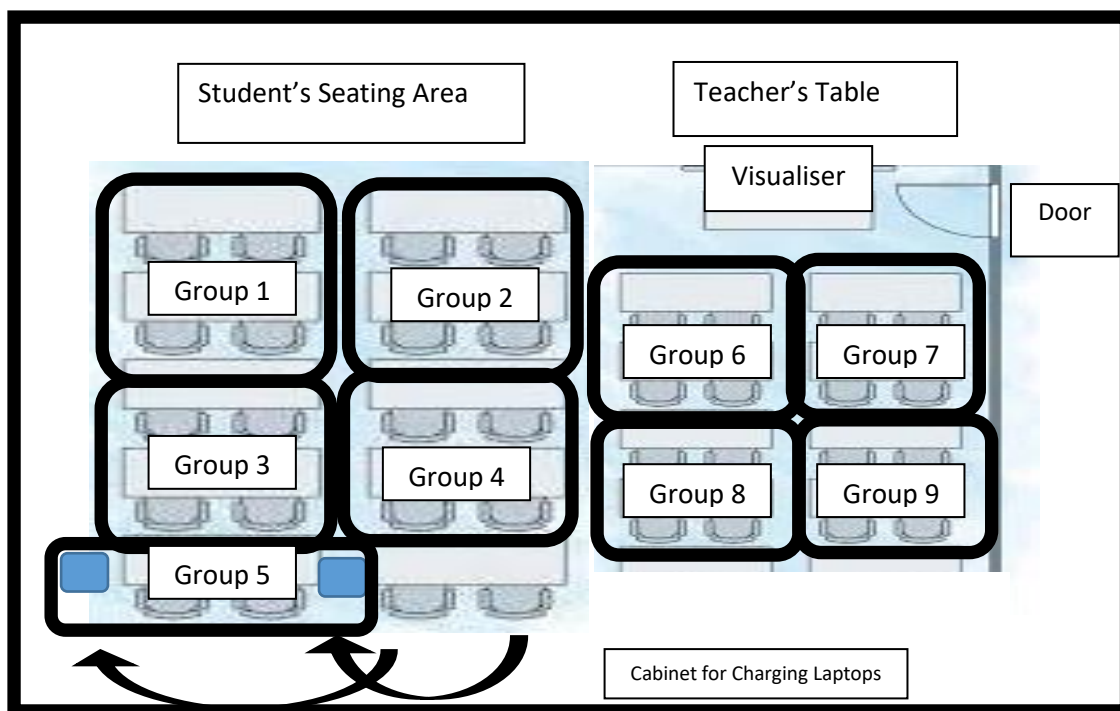 Student’s Seating Area
Teacher’s Table
Visualiser
Door
Group 1
Group 2
Group 6
Group 7
Group 3
Group 4
Group 8
Group 9
Group 5
Cabinet for Charging Laptops